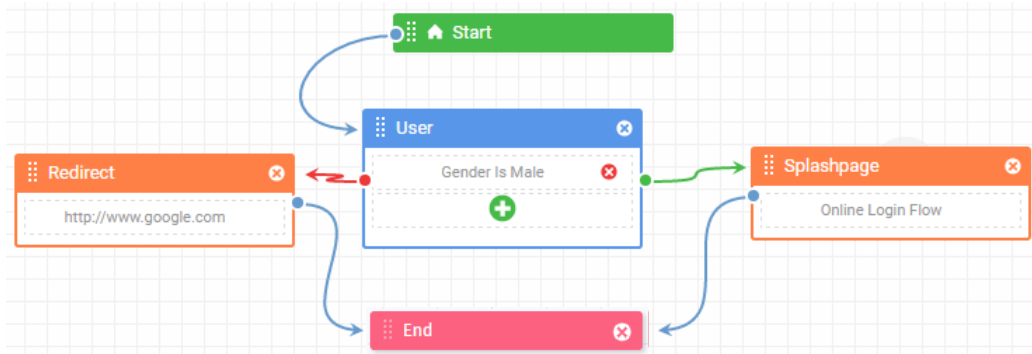 Start
User
Gender Is Male
Redirect
http://www.google.com
Splashpage
Online Login Flow
End